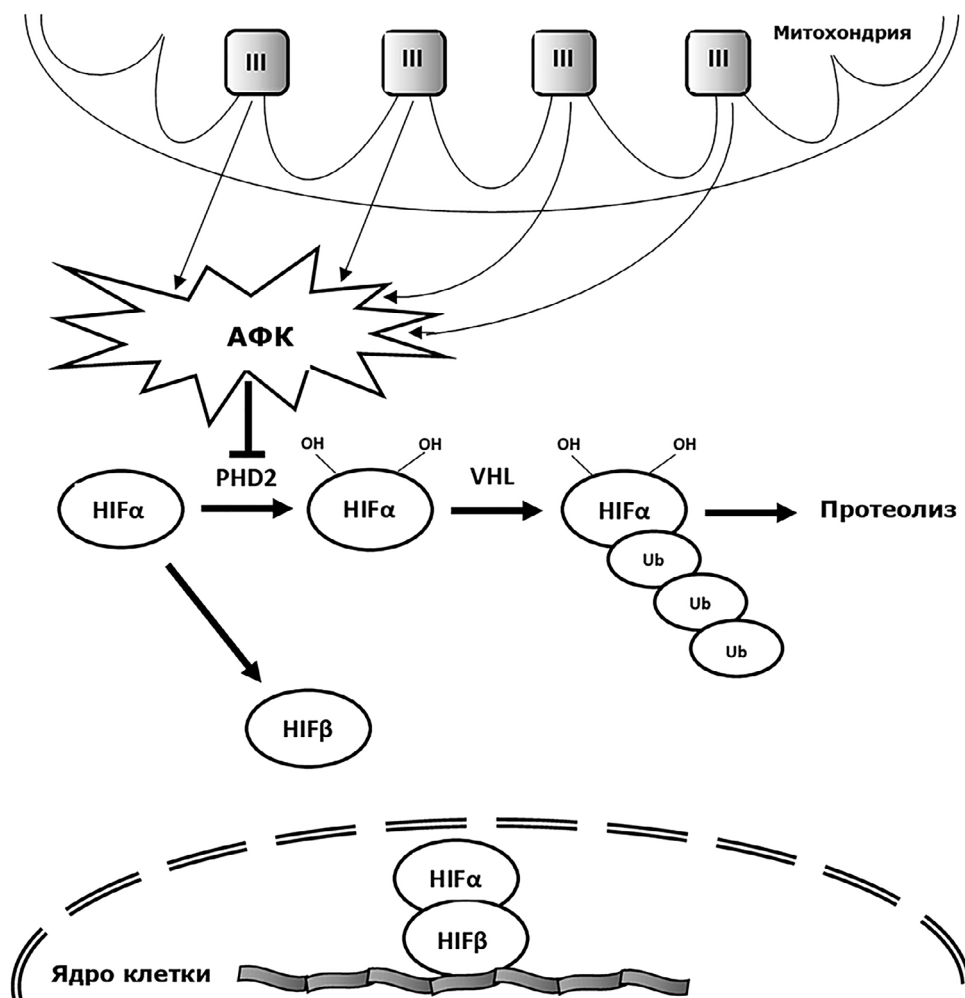 Митохондрия
III
III
III
III
АФК
OH
OH
OH
OH
PHD2
VHL
HIFα
HIFα
HIFα
Протеолиз
Ub
Ub
Ub
HIFβ
HIFα
HIFβ
Ядро клетки